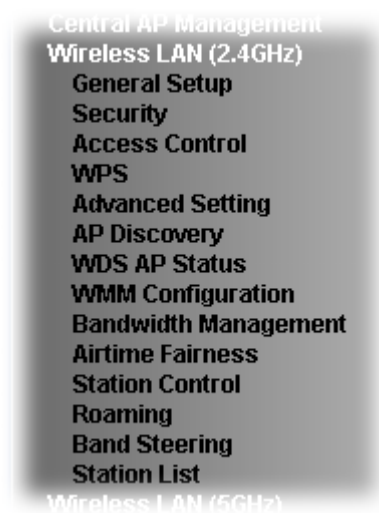 Central AP Management
Wireless LAN (2.4GHz)
General Setup
Security
Access Control
WPS
Advanced Setting
AP Discovery
WDS AP Status
WMM Configuration
Bandwidth Management
Airtime Fairness
Station Control
Roaming
Band Steering
Station List
Wireless LAN (5GHz)